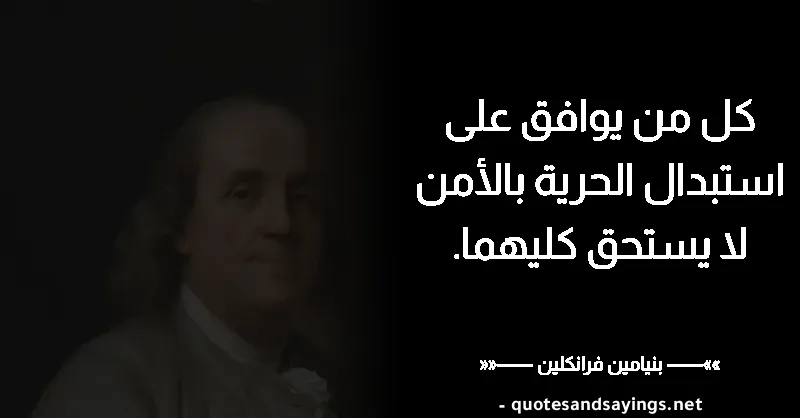 كل من يوافق على
استبدال الحرية بالأمن
لا يستحق كليهما.
»»—— بنيامين فرانكلين ——««
- quotesandsayings.net